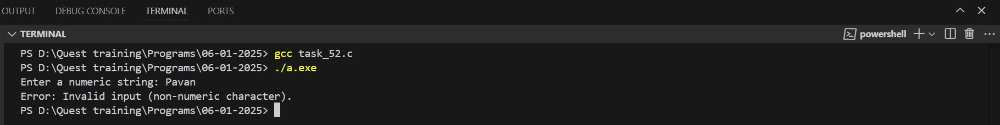 OUTPUT DEBUG CONSOLE TERMINAL PORTS
TERMINAL powershell
PS D:\Quest training\Programs\06-01-2025> gcc task_52.c
PS D:\Quest training\Programs\06-01-2025> ./a.exe
Enter a numeric string: Pavan
Error: Invalid input (non-numeric character).
PS D:\Quest training\Programs\06-01-2025>